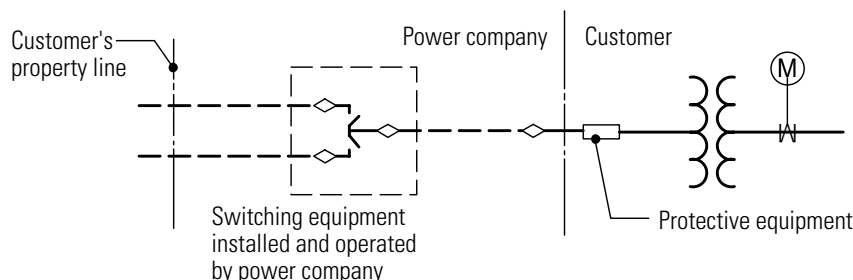 Customer's
property line
Power company
Customer
M
Switching equipment
installed and operated
by power company
Protective equipment